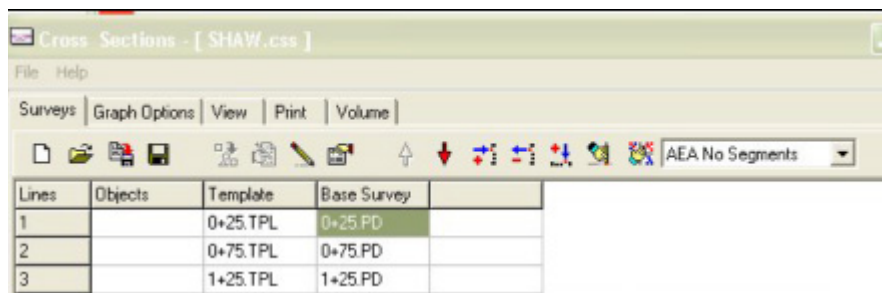 Cross Sections - [ SHAW.css ]
File Help
Surveys Graph Options View Print Volume
AEA No Segments
Lines Objects Template Base Survey
1 0+25.TPL 0+25.PD
2 0+75.TPL 0+75.PD
3 1+25.TPL 1+25.PD